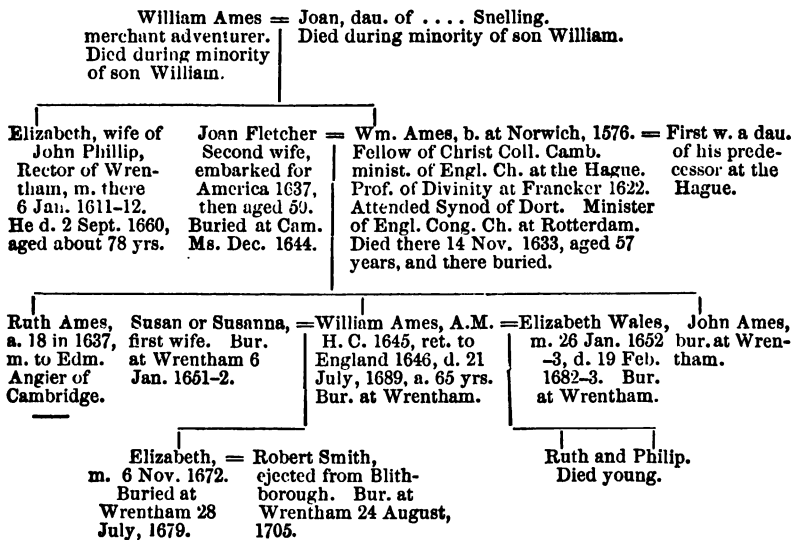 William Ames = Joan, dau. of .... Snelling.
merchant adventurer. Died during minority of son William.
Died during minority
of son William.
Elizabeth, wife of
John Phillip,
Rector of Wren-
tham, m. there
6 Jan. 1611-12.
He d. 2 Sept. 1660,
aged about 78 yrs.
Joan Fletcher =
Second wife,
embarked for
America 1637,
then aged 50.
Buried at Cam.
Ms. Dec. 1644.
Wm. Ames, b. at Norwich, 1576. =
Fellow of Christ Coll. Camb.
minist. of Engl. Ch. at the Hague.
Prof. of Divinity at Francker 1622.
Attended Synod of Dort. Minister
of Engl. Cong. Ch. at Rotterdam.
Died there 14 Nov. 1633, aged 57
years, and there buried.
First w. a dau.
of his prede-
cessor at the
Hague.
Ruth Ames,
a. 18 in 1637,
m. to Edm.
Angier of
Cambridge.
Susan or Susanna,
first wife. Bur.
at Wrentham 6
Jan. 1651-2.
=William Ames, A.M.
H. C. 1645, ret. to
England 1646, d. 21
July, 1689, a. 65 yrs.
Bur. at Wrentham.
=Elizabeth Wales,
m. 26 Jan. 1652
-3, d. 19 Feb.
1682-3. Bur.
at Wrentham.
John Ames,
bur. at Wren-
tham.
Elizabeth, =
m. 6 Nov. 1672.
Buried at
Wrentham 28
July, 1679.
Robert Smith,
ejected from Blith-
borough. Bur. at
Wrentham 24 August,
1705.
Ruth and Philip.
Died young.